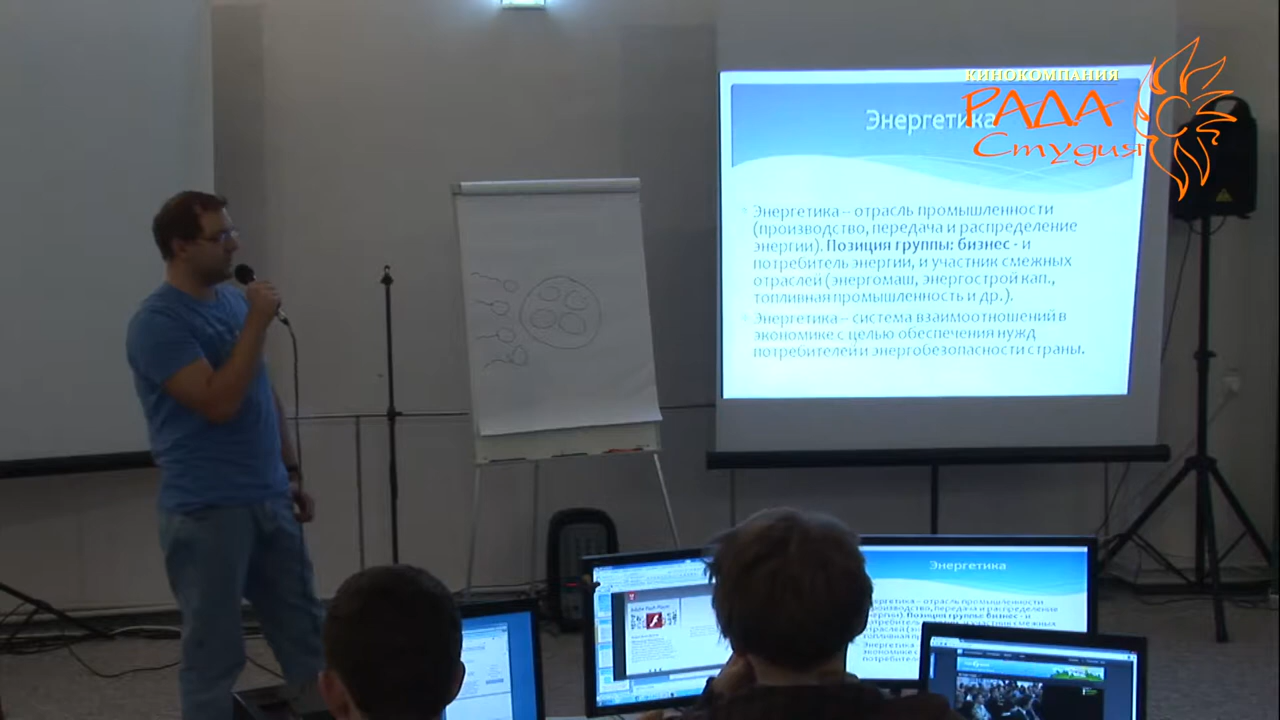 КИНОКОМПАНИЯ
РАДА
Студия
Энергетика
Энергетика – отрасль промышленности
(производство, передача и распределение
энергии). Позиция группы: бизнес - и
потребитель энергии, и участник смежных
отраслей (энергомаш, энергострой кап.,
топливная промышленность и др.).
Энергетика – система взаимоотношений в
экономике с целью обеспечения нужд
потребителей и энергобезопасности страны.
Энергетика